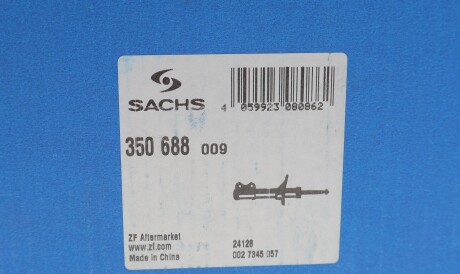 SACHS
4 059923 080862
350 688 009
ZF Aftermarket
www.zf.com
Made in China
24128
002 7345 057